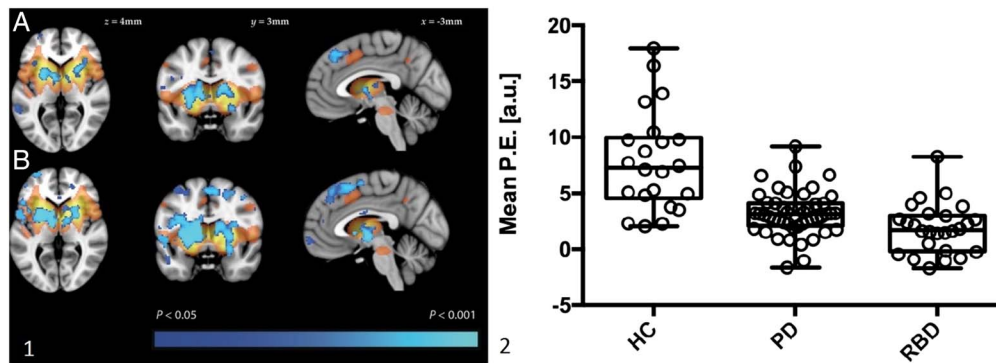 A
z = 4mm
y = 3mm
x = -3mm
B
P < 0.05
P < 0.001
1
Mean P.E. [a.u.]
20
15
10
5
0
-5
HC
PD
RBD
2